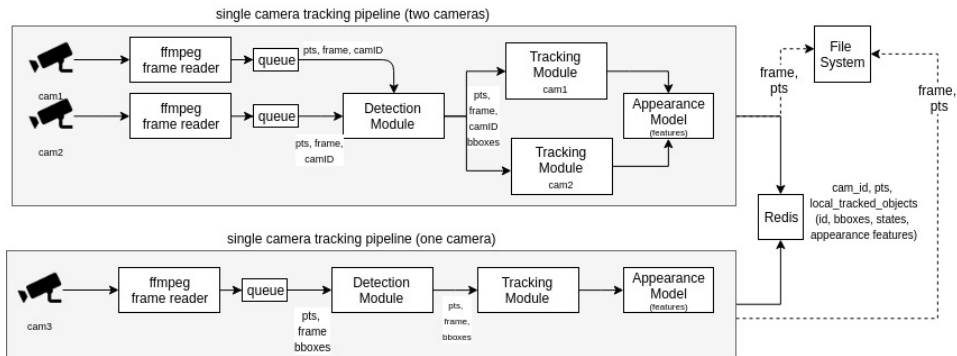 single camera tracking pipeline (two cameras)
cam1
ffmpeg
frame reader
queue
pts, frame, camID
cam2
ffmpeg
frame reader
queue
pts, frame,
camID
Detection
Module
pts,
frame,
camID
bboxes
Tracking
Module
cam1
Tracking
Module
cam2
Appearance
Model
(features)
frame,
pts
File
System
frame,
pts
Redis
cam_id, pts,
local_tracked_objects
(id, bboxes, states,
appearance features)
single camera tracking pipeline (one camera)
cam3
ffmpeg
frame reader
queue
pts,
frame
bboxes
Detection
Module
pts,
frame,
bboxes
Tracking
Module
Appearance
Model
(features)